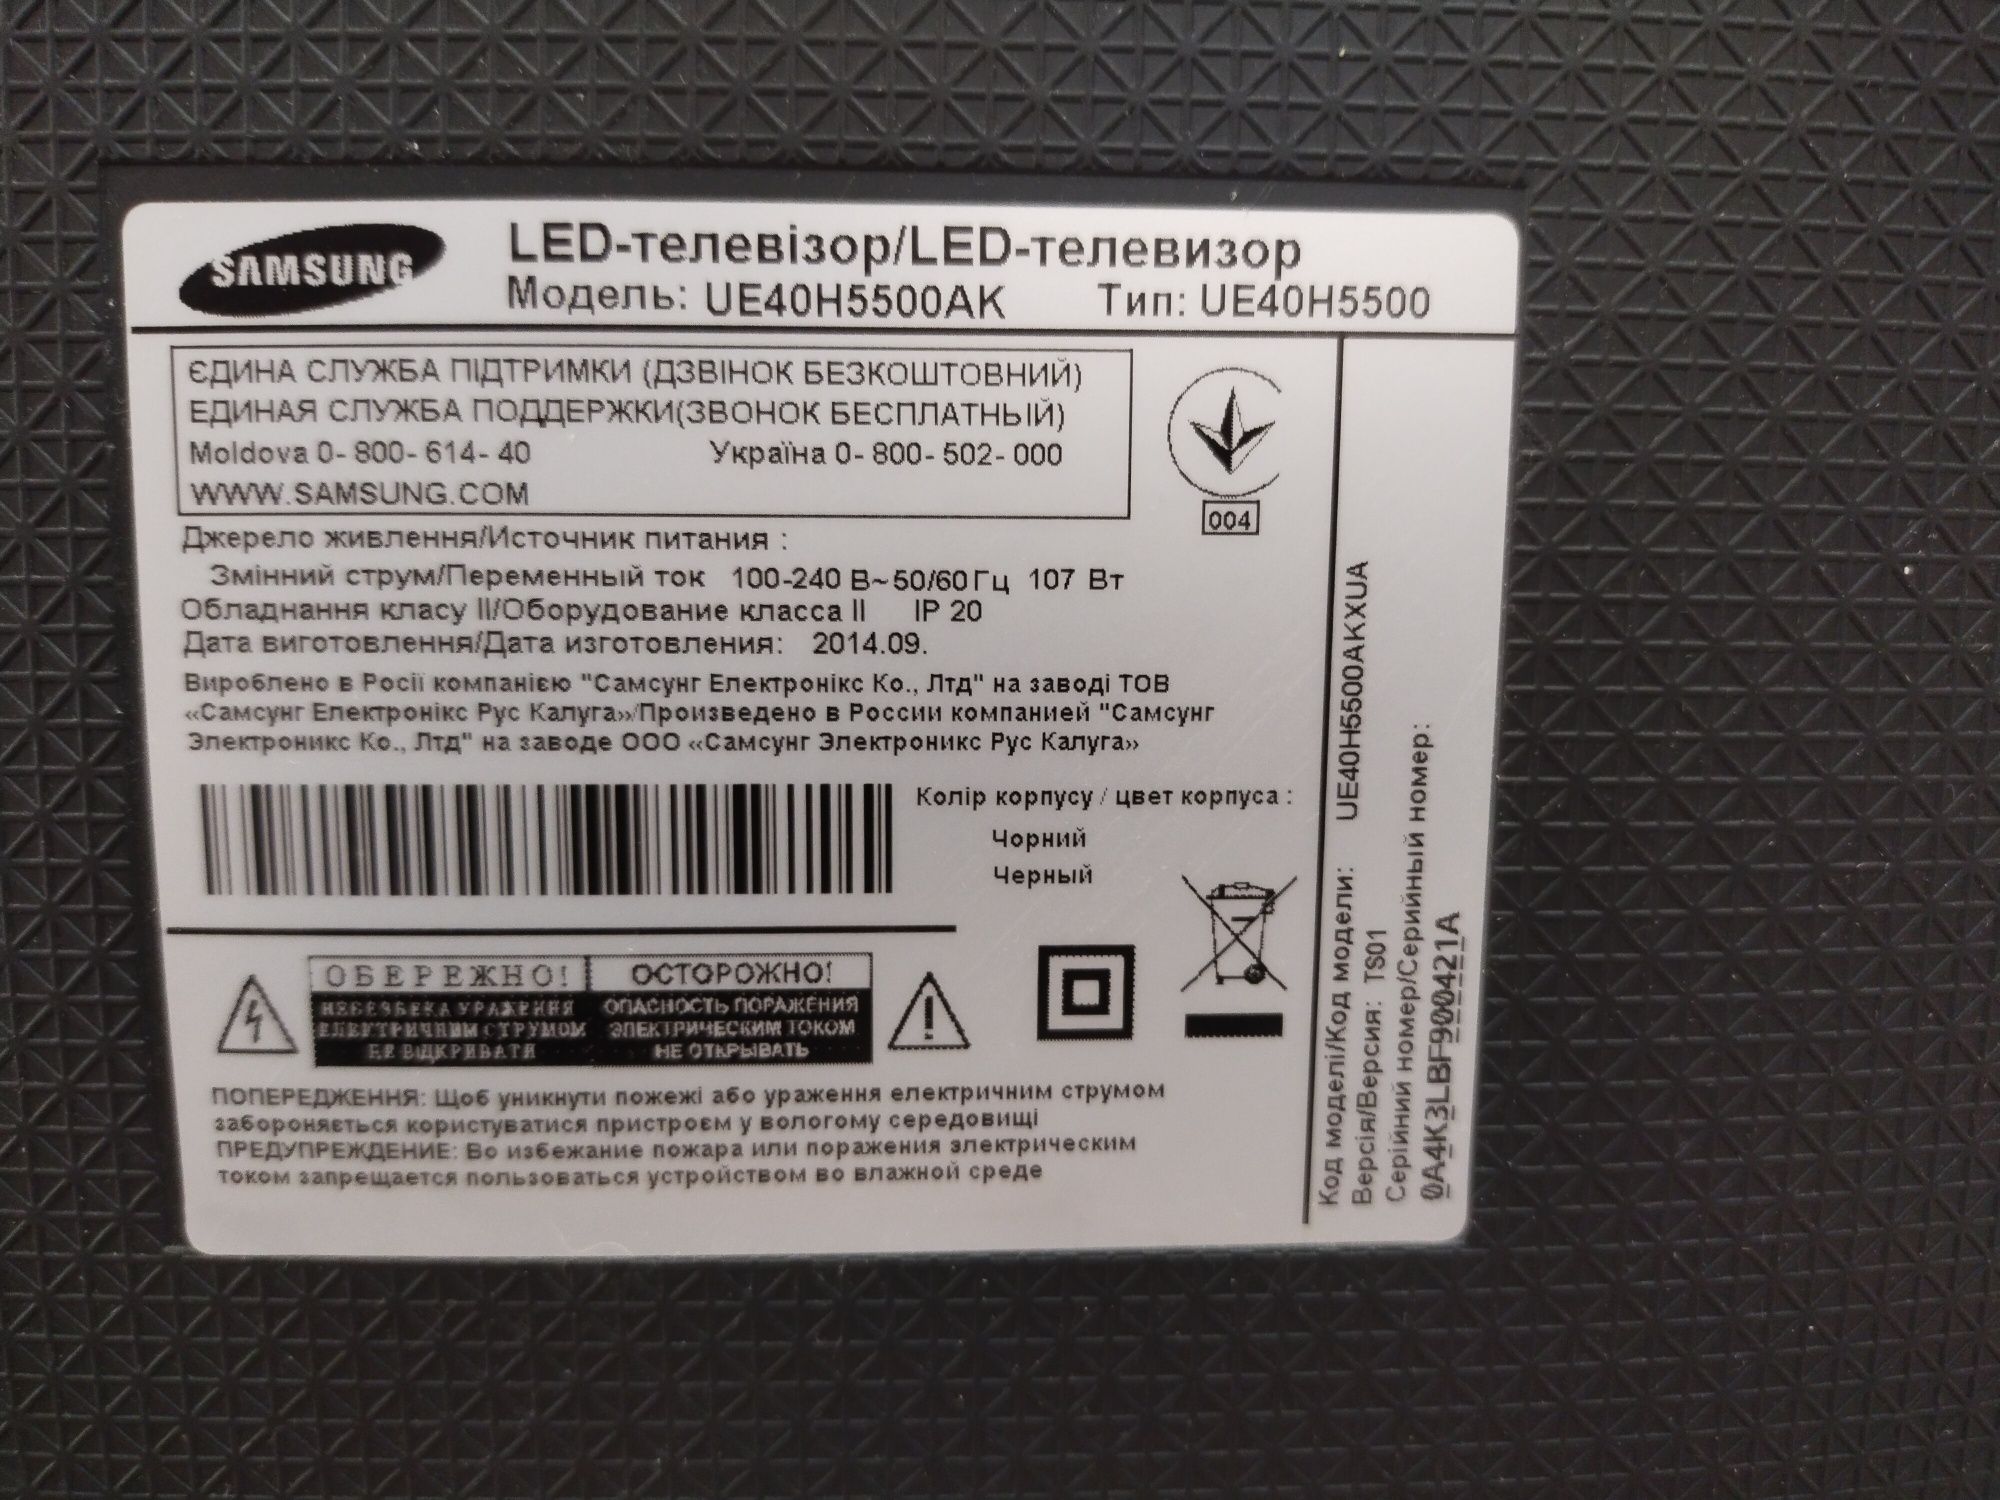 SAMSUNG
LED-телевізор/LED-телевизор
Модель: UE40H5500AK Тип: UE40H5500
ЄДИНА СЛУЖБА ПІДТРИМКИ (ДЗВІНОК БЕЗКОШТОВНИЙ)
ЕДИНАЯ СЛУЖБА ПОДДЕРЖКИ(ЗВОНОК БЕСПЛАТНЫЙ)
Moldova 0- 800- 614- 40 Україна 0- 800- 502- 000
WWW.SAMSUNG.COM
004
Джерело живлення/Источник питания :
Змінний струм/Переменный ток 100-240 В~50/60 Гц 107 Вт
Обладнання класу II/Оборудование класса II IP 20
Дата виготовлення/Дата изготовления: 2014.09.
Вироблено в Росії компанією "Самсунг Електронікс Ко., Лтд" на заводі ТОВ
«Самсунг Електронікс Рус Калуга»/Произведено в России компанией "Самсунг
Электроникс Ко., Лтд" на заводе ООО «Самсунг Электроникс Рус Калуга»
Колір корпусу / цвет корпуса :
Чорний
Черный
ОБЕРЕЖНО! ОСТОРОЖНО!
НЕБЕЗПЕКА УРАЖЕННЯ ОПАСНОСТЬ ПОРАЖЕНИЯ
ЕЛЕКТРИЧНИМ СТРУМОМ ЭЛЕКТРИЧЕСКИМ ТОКОМ
НЕ ВІДКРИВАТИ НЕ ОТКРЫВАТЬ
ПОПЕРЕДЖЕННЯ: Щоб уникнути пожежі або ураження електричним струмом
забороняється користуватися пристроєм у вологому середовищі
ПРЕДУПРЕЖДЕНИЕ: Во избежание пожара или поражения электрическим
током запрещается пользоваться устройством во влажной среде
Код моделі/Код модели: UE40H5500AKXUA
Версія/Версия: TS01
Серійний номер/Серийный номер:
0A4K3LBF900421A